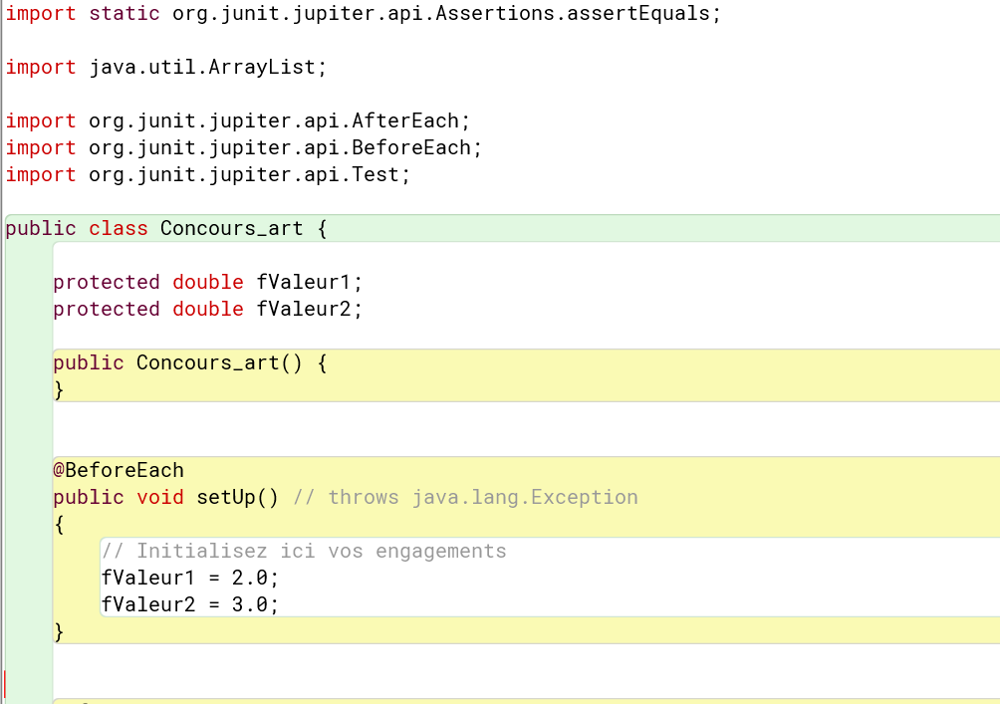 import static org.junit.jupiter.api.Assertions.assertEquals;
import java.util.ArrayList;
import org.junit.jupiter.api.AfterEach;
import org.junit.jupiter.api.BeforeEach;
import org.junit.jupiter.api.Test;
public class Concours_art {
protected double fValeur1;
protected double fValeur2;
public Concours_art() {
}
@BeforeEach
public void setUp() // throws java.lang.Exception
{
// Initialisez ici vos engagements
fValeur1 = 2.0;
fValeur2 = 3.0;
}